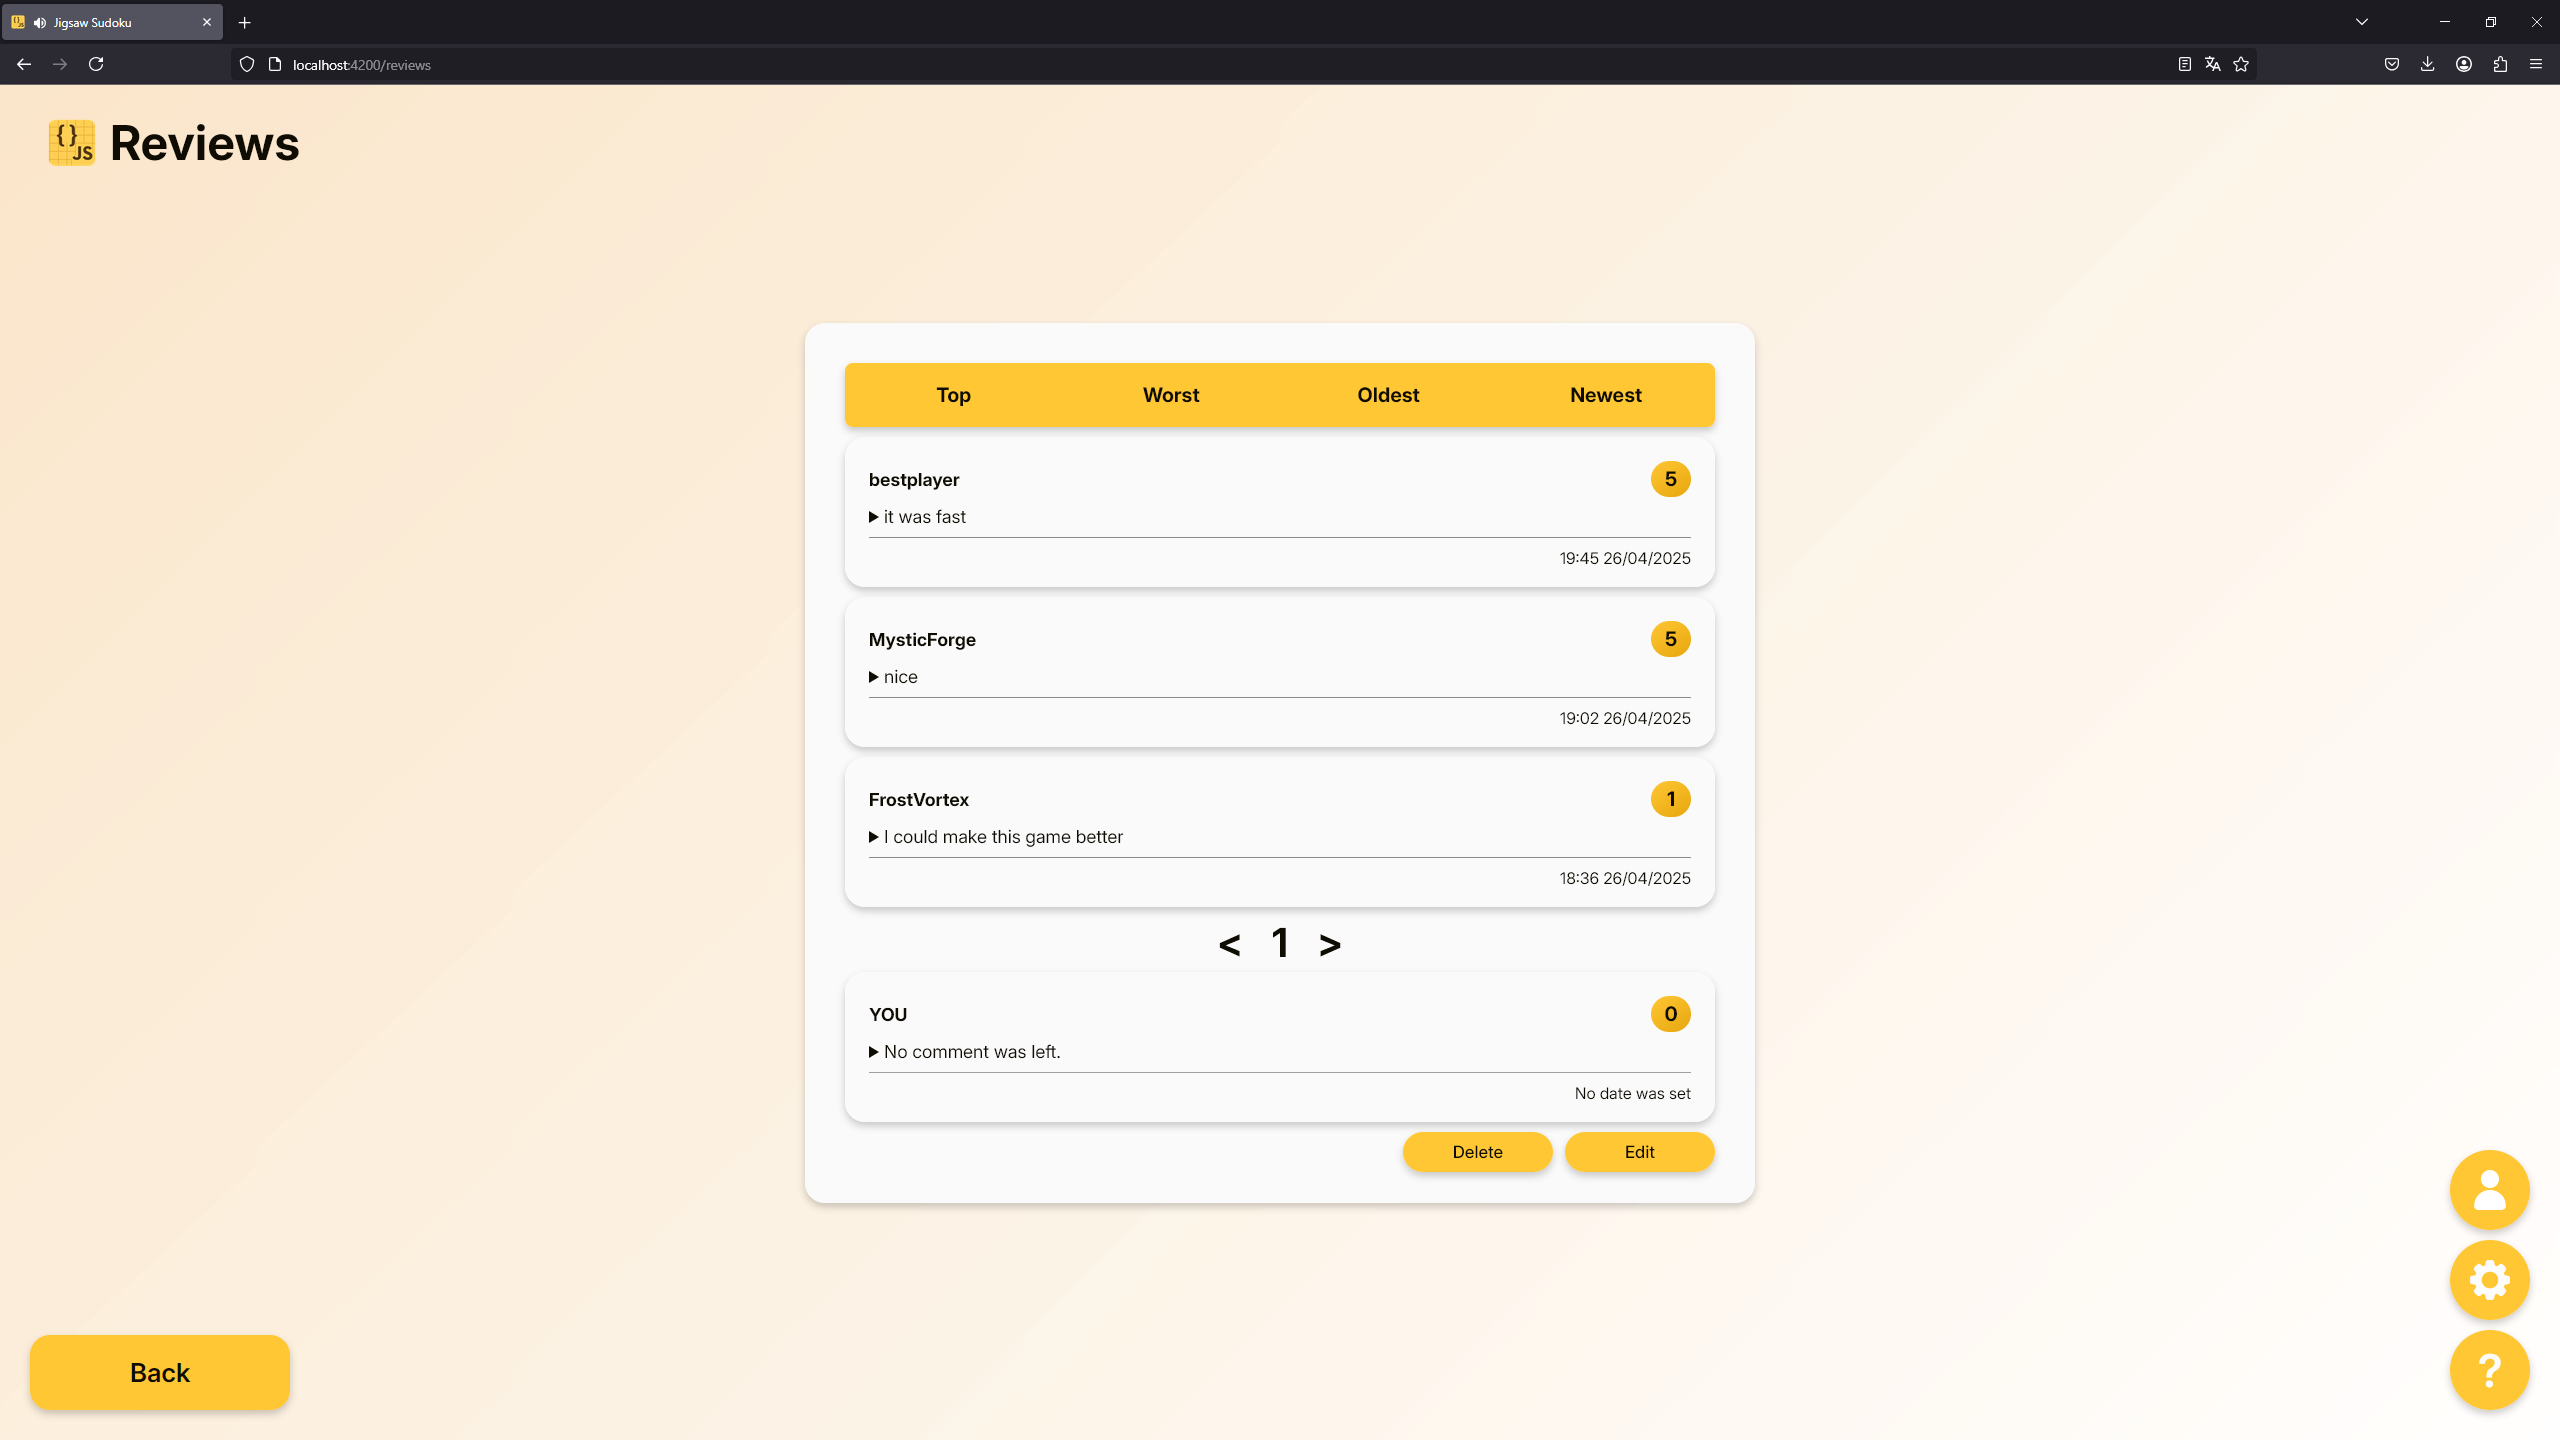 Jigsaw Sudoku
localhost:4200/reviews
{} JS Reviews
Top Worst Oldest Newest
bestplayer 5
it was fast
19:45 26/04/2025
MysticForge 5
nice
19:02 26/04/2025
FrostVortex 1
I could make this game better
18:36 26/04/2025
< 1 >
YOU 0
No comment was left.
No date was set
Delete Edit
Back
?